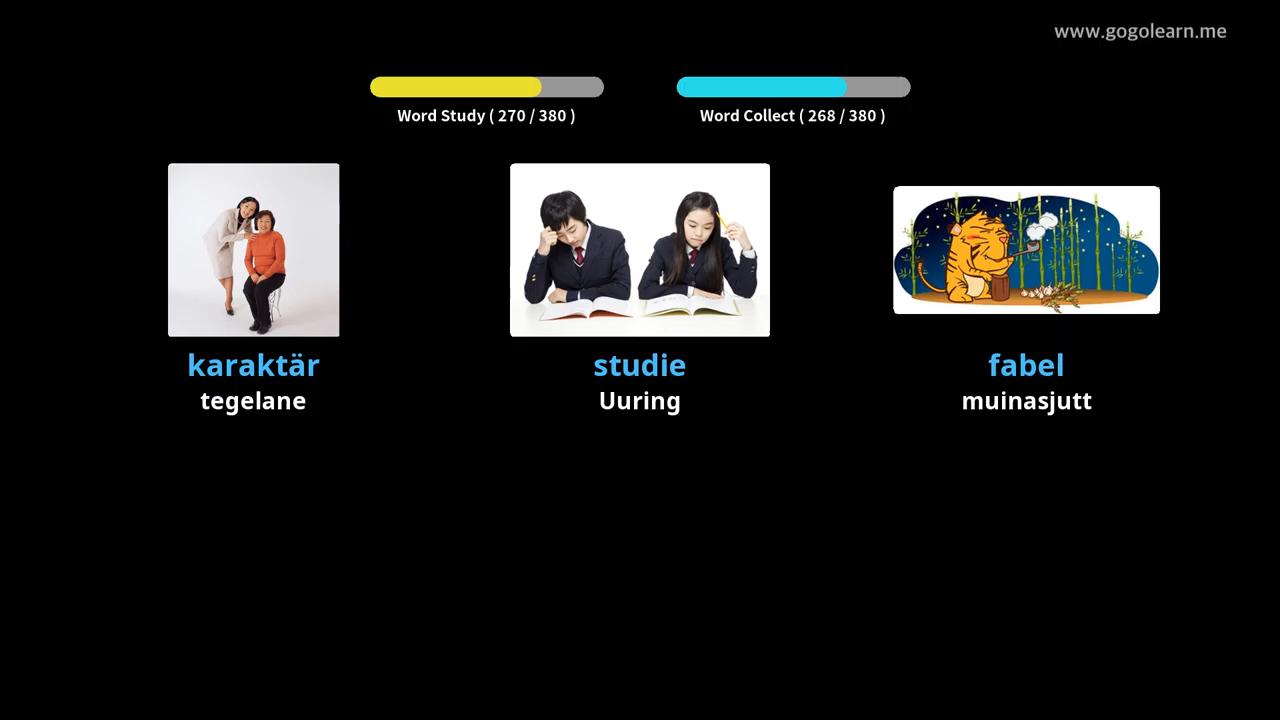 www.gogolearn.me
Word Study ( 270 / 380 )
Word Collect ( 268 / 380 )
karaktär
tegelane
studie
Uuring
fabel
muinasjutt